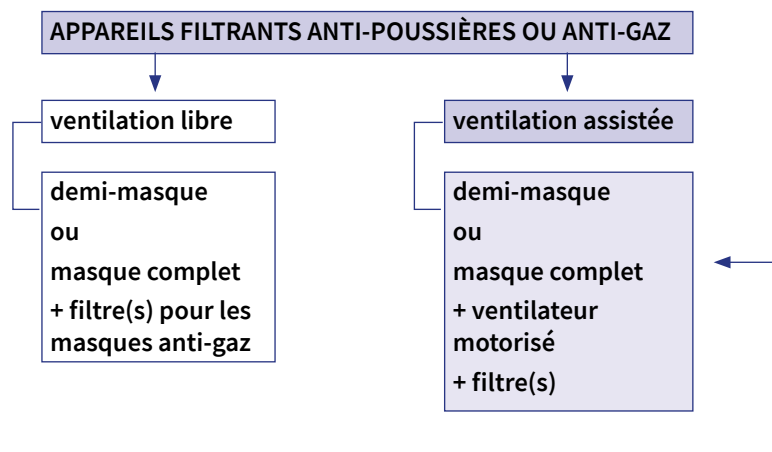 APPAREILS FILTRANTS ANTI-POUSSIÈRES OU ANTI-GAZ
ventilation libre
demi-masque
ou
masque complet
+ filtre(s) pour les
masques anti-gaz
ventilation assistée
demi-masque
ou
masque complet
+ ventilateur
motorisé
+ filtre(s)